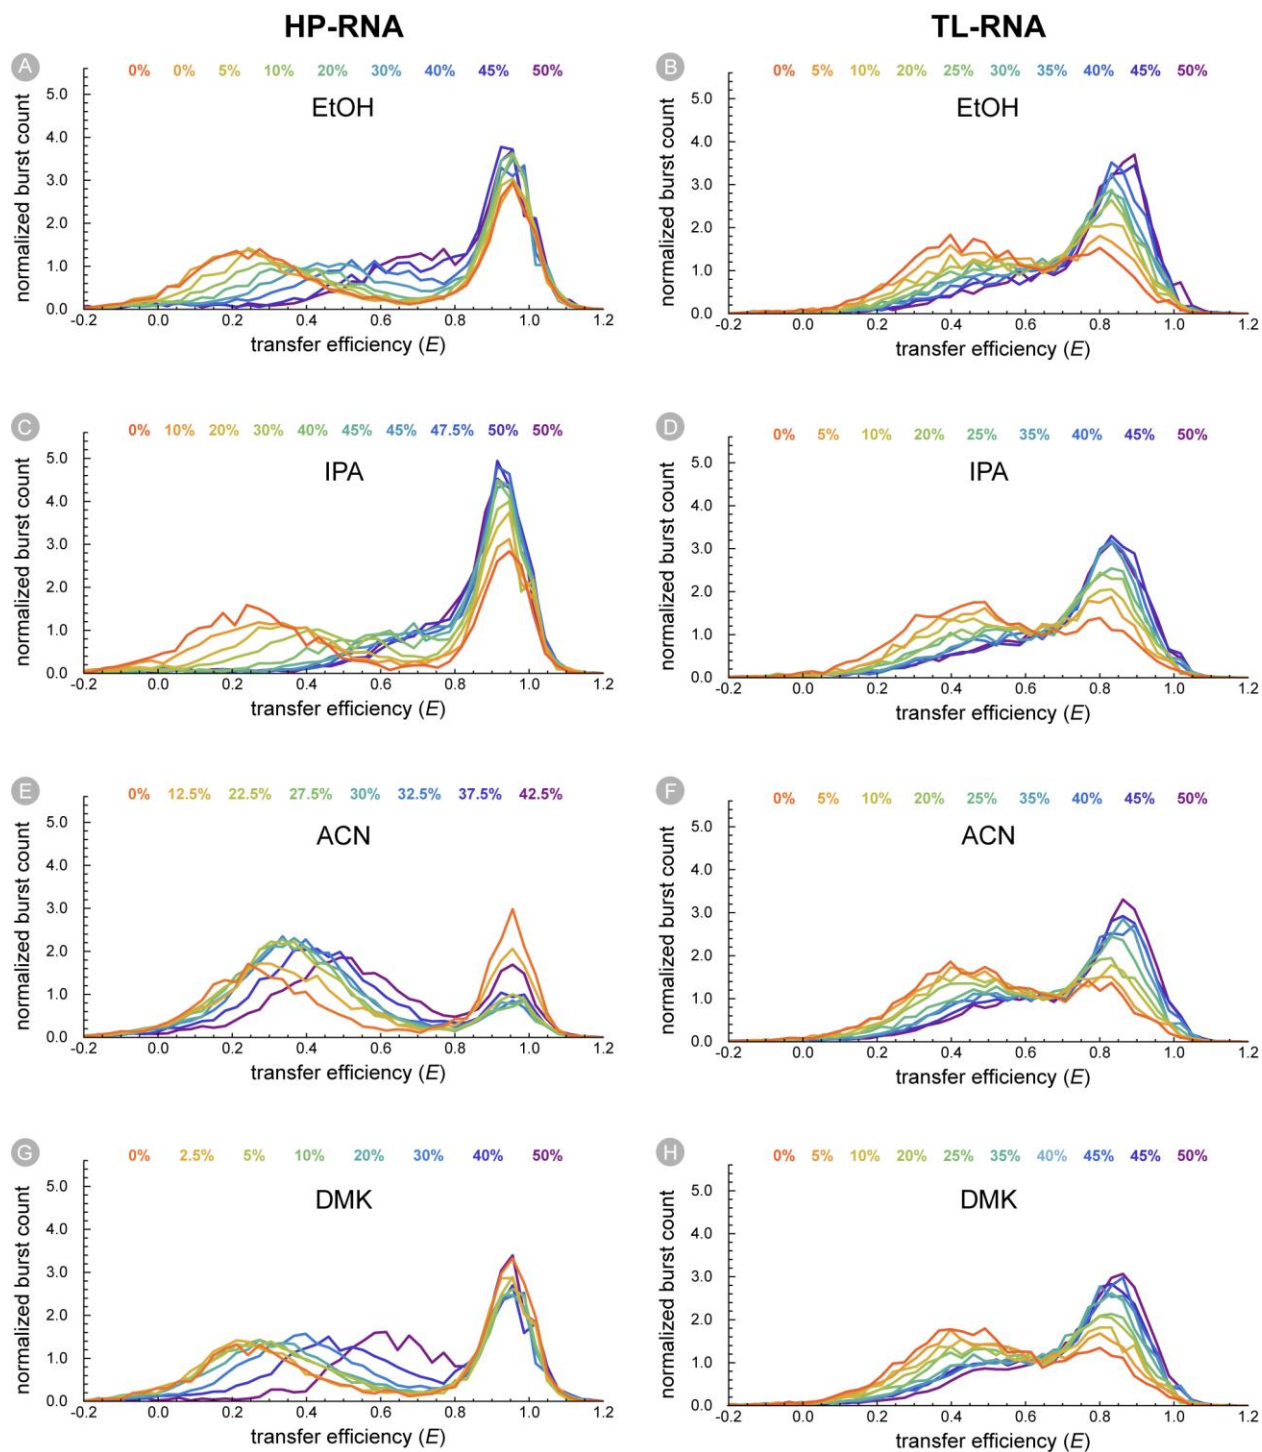 HP-RNA
TL-RNA
A
0% 0% 5% 10% 20% 30% 40% 45% 50%
EtOH
normalized burst count
5.0
4.0
3.0
2.0
1.0
0.0
-0.2 0.0 0.2 0.4 0.6 0.8 1.0 1.2
transfer efficiency (E)
B
0% 5% 10% 20% 25% 30% 35% 40% 45% 50%
EtOH
normalized burst count
5.0
4.0
3.0
2.0
1.0
0.0
-0.2 0.0 0.2 0.4 0.6 0.8 1.0 1.2
transfer efficiency (E)
C
0% 10% 20% 30% 40% 45% 45% 47.5% 50% 50%
IPA
normalized burst count
5.0
4.0
3.0
2.0
1.0
0.0
-0.2 0.0 0.2 0.4 0.6 0.8 1.0 1.2
transfer efficiency (E)
D
0% 5% 10% 20% 25% 35% 40% 45% 50%
IPA
normalized burst count
5.0
4.0
3.0
2.0
1.0
0.0
-0.2 0.0 0.2 0.4 0.6 0.8 1.0 1.2
transfer efficiency (E)
E
0% 12.5% 22.5% 27.5% 30% 32.5% 37.5% 42.5%
ACN
normalized burst count
5.0
4.0
3.0
2.0
1.0
0.0
-0.2 0.0 0.2 0.4 0.6 0.8 1.0 1.2
transfer efficiency (E)
F
0% 5% 10% 20% 25% 35% 40% 45% 50%
ACN
normalized burst count
5.0
4.0
3.0
2.0
1.0
0.0
-0.2 0.0 0.2 0.4 0.6 0.8 1.0 1.2
transfer efficiency (E)
G
0% 2.5% 5% 10% 20% 30% 40% 50%
DMK
normalized burst count
5.0
4.0
3.0
2.0
1.0
0.0
-0.2 0.0 0.2 0.4 0.6 0.8 1.0 1.2
transfer efficiency (E)
H
0% 5% 10% 20% 25% 35% 40% 45% 45% 50%
DMK
normalized burst count
5.0
4.0
3.0
2.0
1.0
0.0
-0.2 0.0 0.2 0.4 0.6 0.8 1.0 1.2
transfer efficiency (E)